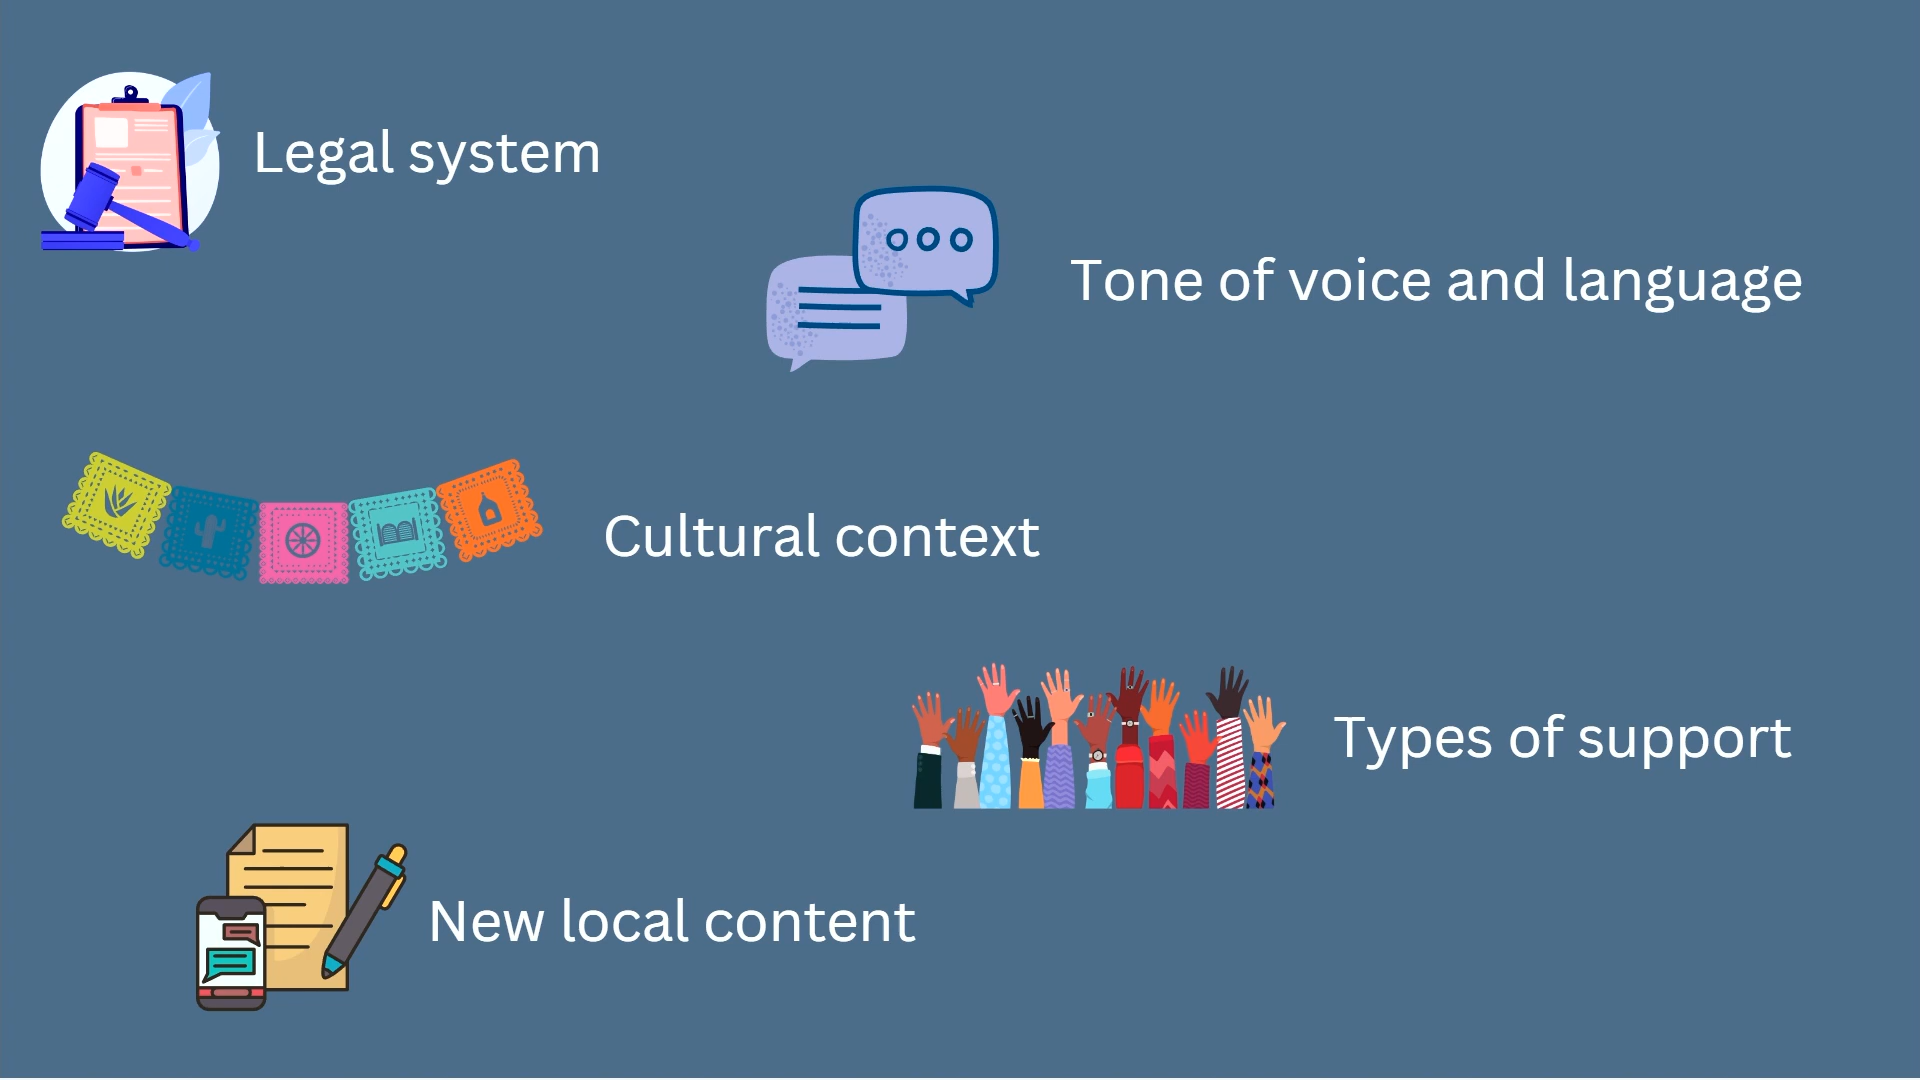 Legal system
Tone of voice and language
Cultural context
Types of support
New local content